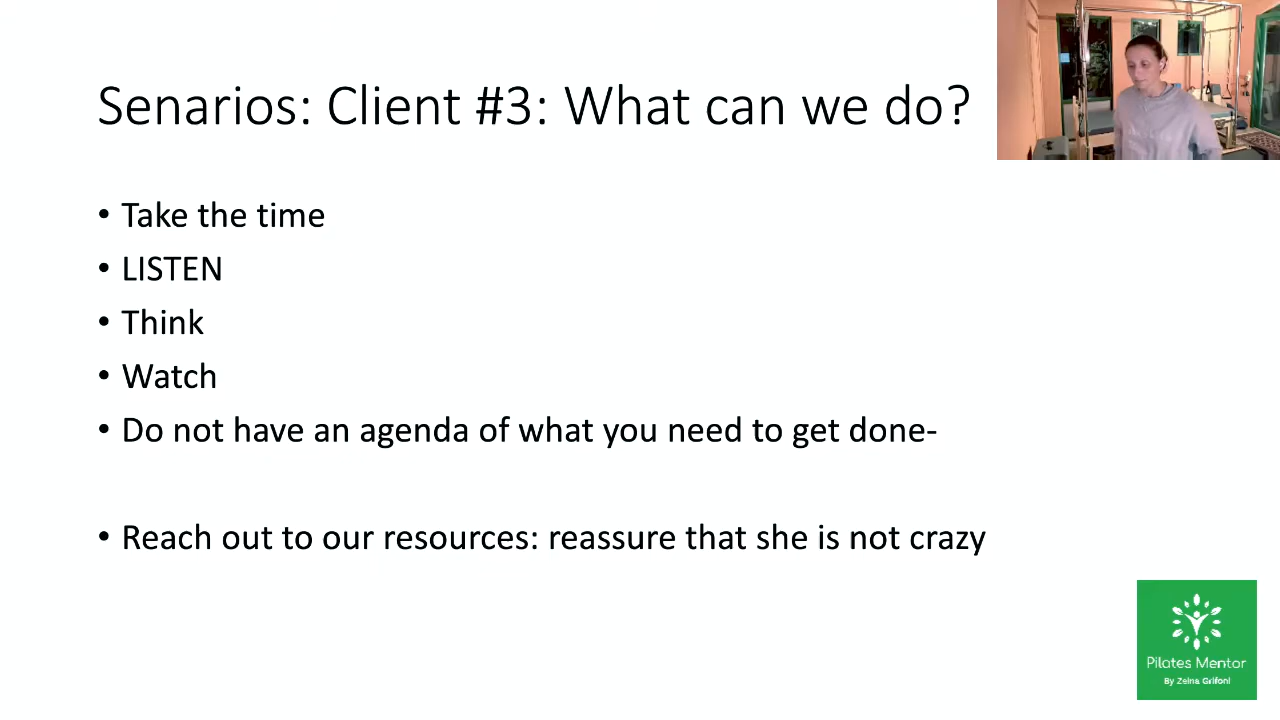 Senarios: Client #3: What can we do?
• Take the time
• LISTEN
• Think
• Watch
• Do not have an agenda of what you need to get done-
• Reach out to our resources: reassure that she is not crazy
Pilates Mentor
By Zeina Grifoni